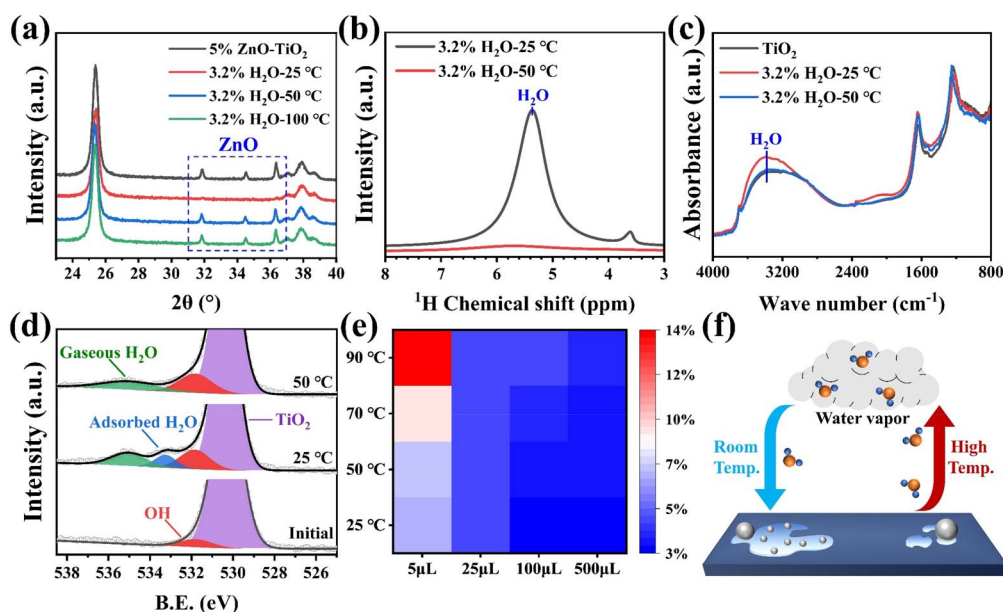 (a)
5% ZnO-TiO₂
3.2% H₂O-25 °C
3.2% H₂O-50 °C
3.2% H₂O-100 °C
ZnO
Intensity (a.u.)
24 26 28 30 32 34 36 38 40
2θ (°)
(b)
3.2% H₂O-25 °C
3.2% H₂O-50 °C
H₂O
Intensity (a.u.)
8 7 6 5 4 3
¹H Chemical shift (ppm)
(c)
TiO₂
3.2% H₂O-25 °C
3.2% H₂O-50 °C
H₂O
Absorbance (a.u.)
4000 3200 2400 1600 800
Wave number (cm⁻¹)
(d)
Gaseous H₂O
50 °C
Adsorbed H₂O
TiO₂
25 °C
OH
Initial
Intensity (a.u.)
538 536 534 532 530 528 526
B.E. (eV)
(e)
90 °C
70 °C
50 °C
25 °C
5μL 25μL 100μL 500μL
14%
13%
10%
7%
6%
5%
3%
(f)
Water vapor
Room
Temp.
High
Temp.